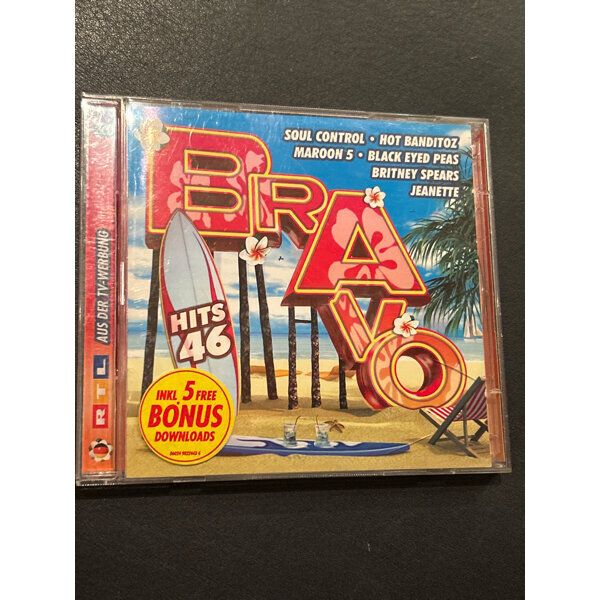 SOUL CONTROL • HOT BANDITOZ
MAROON 5 • BLACK EYED PEAS
BRITNEY SPEARS
JEANETTE
BRAVO
HITS
46
INKL. 5 FREE
BONUS
DOWNLOADS
RTL
AUS DER TV-WERBUNG